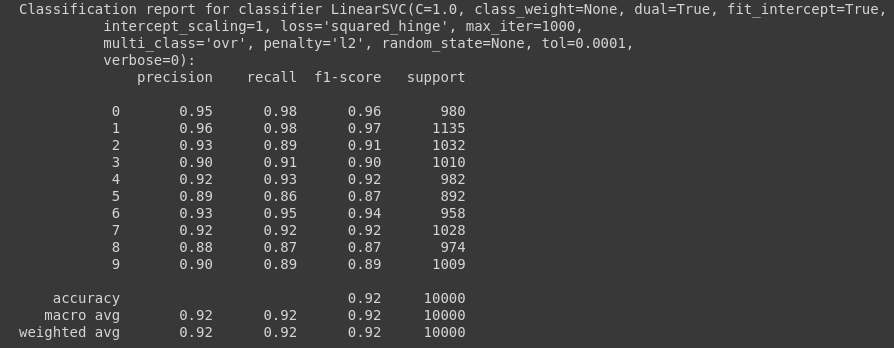 Classification report for classifier LinearSVC(C=1.0, class_weight=None, dual=True, fit_intercept=True,
intercept_scaling=1, loss='squared_hinge', max_iter=1000,
multi_class='ovr', penalty='l2', random_state=None, tol=0.0001,
verbose=0):
precision recall f1-score support
0 0.95 0.98 0.96 980
1 0.96 0.98 0.97 1135
2 0.93 0.89 0.91 1032
3 0.90 0.91 0.90 1010
4 0.92 0.93 0.92 982
5 0.89 0.86 0.87 892
6 0.93 0.95 0.94 958
7 0.92 0.92 0.92 1028
8 0.88 0.87 0.87 974
9 0.90 0.89 0.89 1009
accuracy 0.92 10000
macro avg 0.92 0.92 0.92 10000
weighted avg 0.92 0.92 0.92 10000